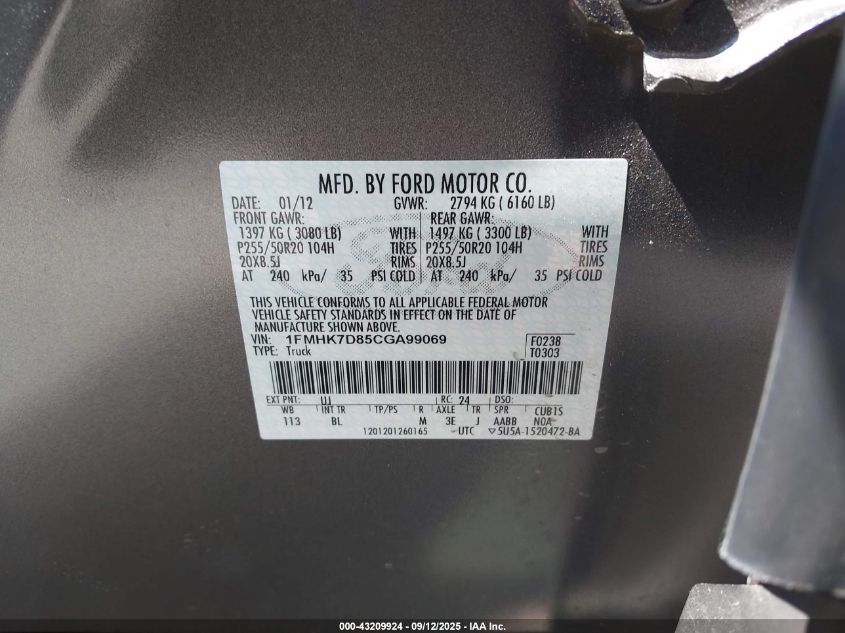 MFD. BY FORD MOTOR CO.
DATE: 01/12 GVWR: 2794 KG ( 6160 LB)
FRONT GAWR: REAR GAWR:
1397 KG ( 3080 LB) WITH 1497 KG ( 3300 LB) WITH
P255/50R20 104H TIRES P255/50R20 104H TIRES
20X8.5J RIMS 20X8.5J RIMS
AT 240 kPa/ 35 PSI COLD AT 240 kPa/ 35 PSI COLD
THIS VEHICLE CONFORMS TO ALL APPLICABLE FEDERAL MOTOR
VEHICLE SAFETY STANDARDS IN EFFECT ON THE DATE OF
MANUFACTURE SHOWN ABOVE.
VIN: 1FMHK7D85CGA99069 F0238
TYPE: Truck T0303
EXT PNT: UJ RC: 24 DSO:
WB INT TR TP/PS R AXLE TR SPR CUBIS
113 BL M 3E J AABB NOA
1201201260165 -UTC ▽5U5A-1520472-BA
000-43209924 - 09/12/2025 - IAA Inc.